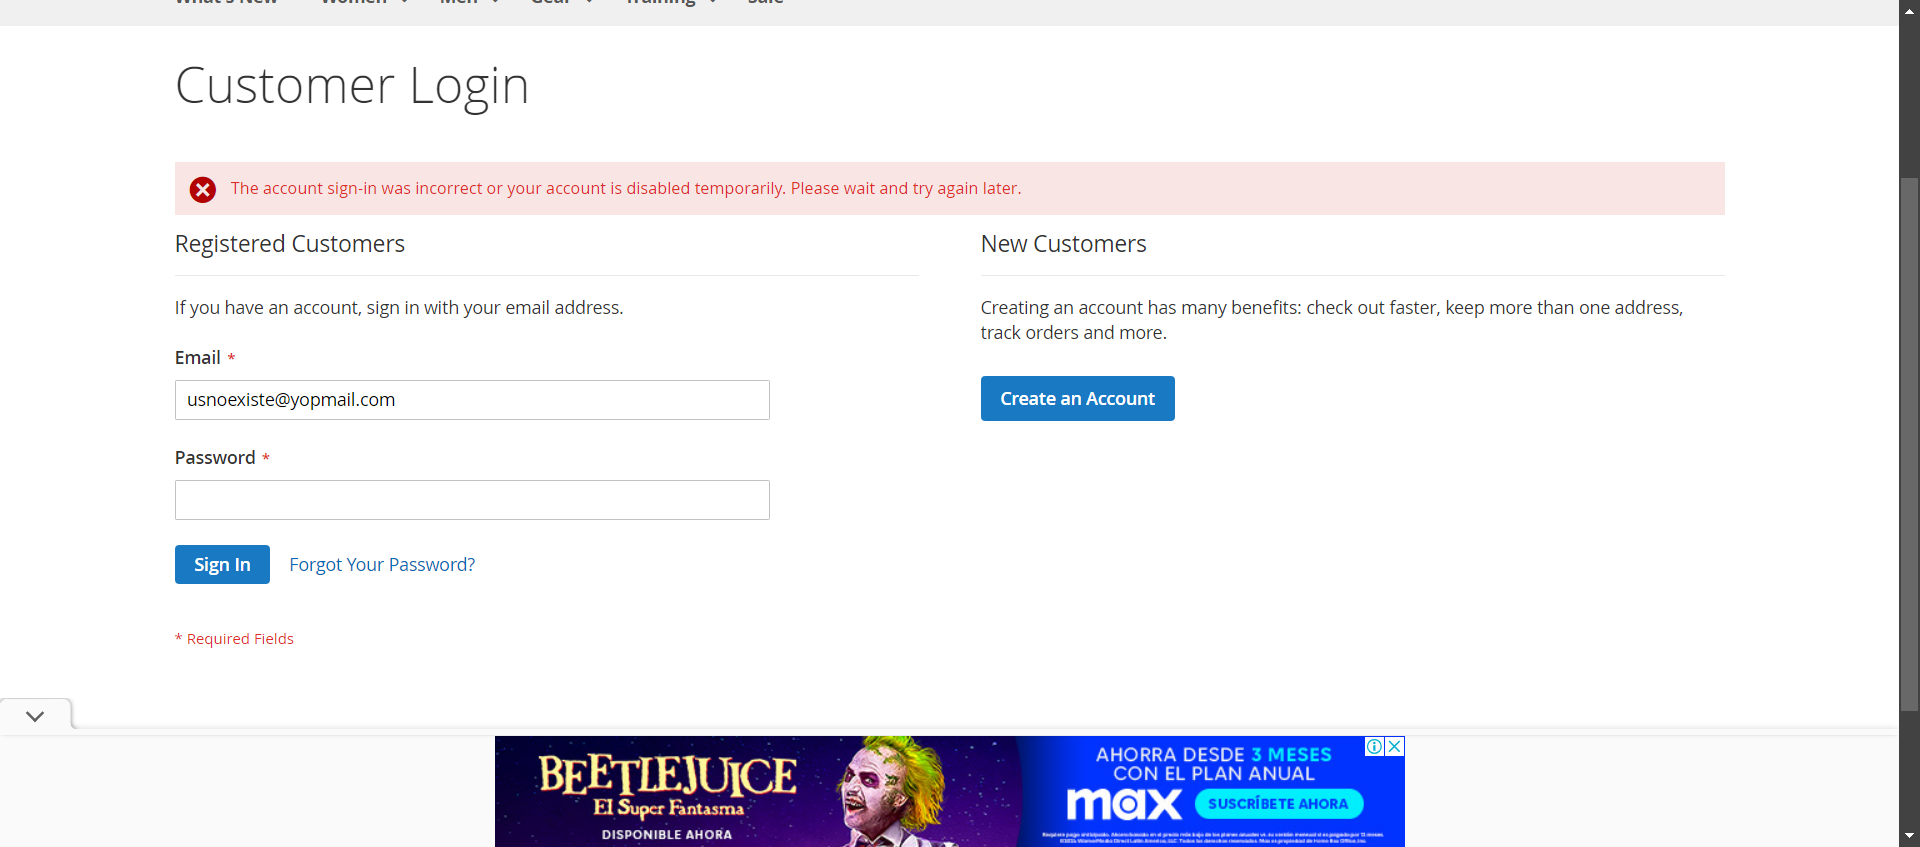 What's New Women Men Gear Training Sale
Customer Login
The account sign-in was incorrect or your account is disabled temporarily. Please wait and try again later.
Registered Customers
If you have an account, sign in with your email address.
Email *
usnoexiste@yopmail.com
Password *
Sign In Forgot Your Password?
* Required Fields
New Customers
Creating an account has many benefits: check out faster, keep more than one address,
track orders and more.
Create an Account
BEETLEJUICE
El Super Fantasma
DISPONIBLE AHORA
AHORRA DESDE 3 MESES
CON EL PLAN ANUAL
max SUSCRÍBETE AHORA